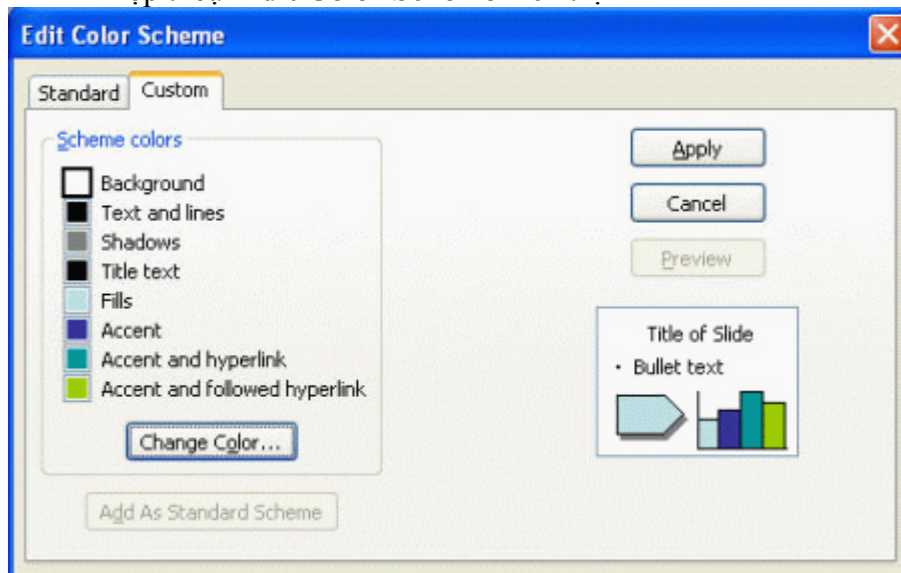 Edit Color Scheme
Standard Custom
Scheme colors
Background
Text and lines
Shadows
Title text
Fills
Accent
Accent and hyperlink
Accent and followed hyperlink
Change Color...
Add As Standard Scheme
Apply
Cancel
Preview
Title of Slide
• Bullet text